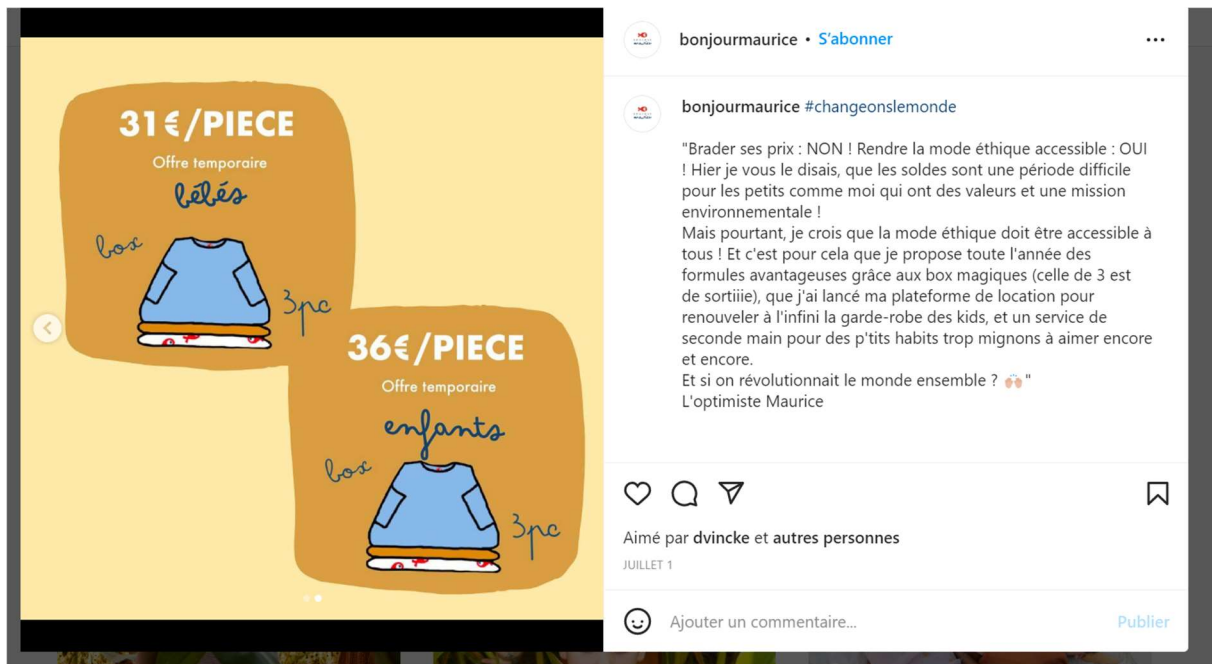 31€/PIECE
Offre temporaire
bébés
box
3pc
36€/PIECE
Offre temporaire
enfants
box
3pc
bonjourmaurice • S'abonner
bonjourmaurice #changeonslemonde
"Brader ses prix : NON ! Rendre la mode éthique accessible : OUI
! Hier je vous le disais, que les soldes sont une période difficile
pour les petits comme moi qui ont des valeurs et une mission
environnementale !
Mais pourtant, je crois que la mode éthique doit être accessible à
tous ! Et c'est pour cela que je propose toute l'année des
formules avantageuses grâce aux box magiques (celle de 3 est
de sortiiie), que j'ai lancé ma plateforme de location pour
renouveler à l'infini la garde-robe des kids, et un service de
seconde main pour des p'tits habits trop mignons à aimer encore
et encore.
Et si on révolutionnait le monde ensemble ? 🙌🏻 "
L'optimiste Maurice
Aimé par dvincke et autres personnes
JUILLET 1
Ajouter un commentaire...
Publier